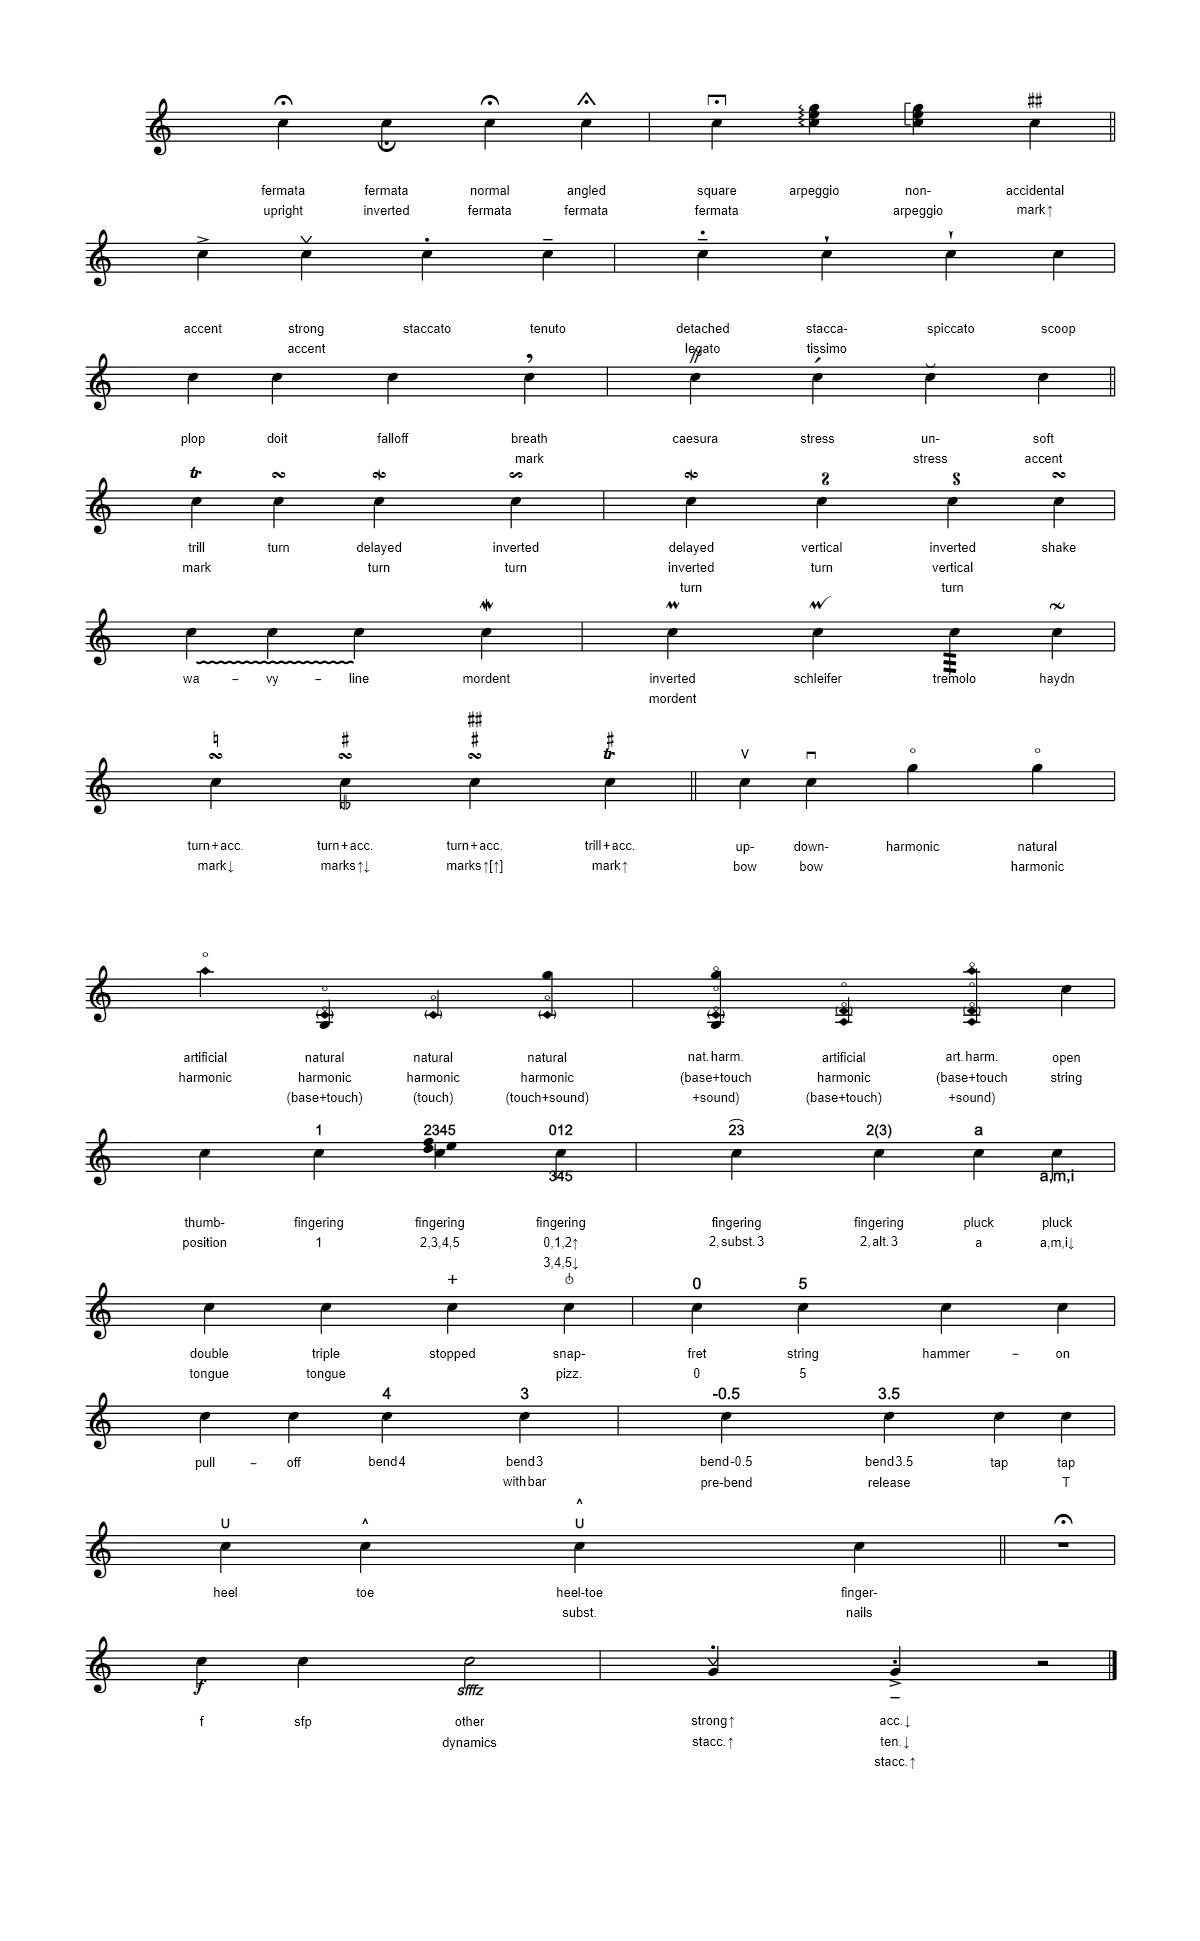 fermata fermata normal angled square arpeggio non- accidental
upright inverted fermata fermata fermata arpeggio mark↑
accent strong staccato tenuto detached stacca- spiccato scoop
accent legato tissimo
plop doit falloff breath caesura stress un- soft
mark stress accent
tr
trill turn delayed inverted delayed vertical inverted shake
mark turn turn inverted turn vertical
turn turn
wa – vy – line mordent inverted schleifer tremolo haydn
mordent
tr
turn+acc. turn+acc. turn+acc. trill+acc. up- down- harmonic natural
mark↓ marks↑↓ marks↑[↑] mark↑ bow bow harmonic
artificial natural natural natural nat. harm. artificial art. harm. open
harmonic harmonic harmonic harmonic (base+touch harmonic (base+touch string
(base+touch) (touch) (touch+sound) +sound) (base+touch) +sound)
1 2345 012 23 2(3) a
345 a,m,i
thumb- fingering fingering fingering fingering fingering pluck pluck
position 1 2,3,4,5 0,1,2↑ 2, subst. 3 2, alt. 3 a a,m,i↓
3,4,5↓
+ 0 5
double triple stopped snap- fret string hammer – on
tongue tongue pizz. 0 5
4 3 -0.5 3.5
pull – off bend 4 bend 3 bend -0.5 bend 3.5 tap tap
with bar pre-bend release T
^
U ^ U
heel toe heel-toe finger-
subst. nails
f sfffz
f sfp other strong↑ acc.↓
dynamics stacc.↑ ten.↓
stacc.↑